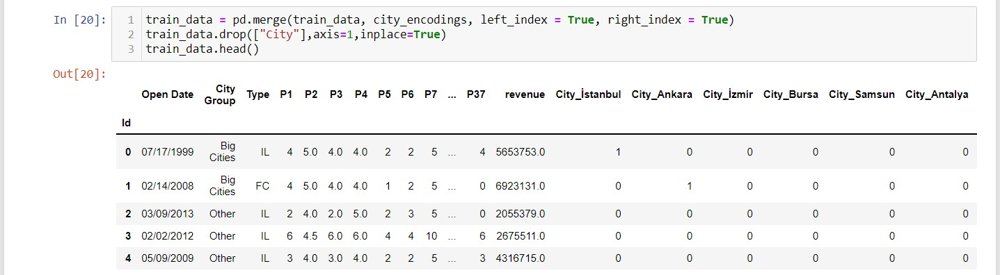 In [20]:
1 train_data = pd.merge(train_data, city_encodings, left_index = True, right_index = True)
2 train_data.drop(["City"],axis=1,inplace=True)
3 train_data.head()
Out[20]:
Open Date City Group Type P1 P2 P3 P4 P5 P6 P7 ... P37 revenue City_İstanbul City_Ankara City_İzmir City_Bursa City_Samsun City_Antalya
Id
0 07/17/1999 Big Cities IL 4 5.0 4.0 4.0 2 2 5 ... 4 5653753.0 1 0 0 0 0 0
1 02/14/2008 Big Cities FC 4 5.0 4.0 4.0 1 2 5 ... 0 6923131.0 0 1 0 0 0 0
2 03/09/2013 Other IL 2 4.0 2.0 5.0 2 3 5 ... 0 2055379.0 0 0 0 0 0 0
3 02/02/2012 Other IL 6 4.5 6.0 6.0 4 4 10 ... 6 2675511.0 0 0 0 0 0 0
4 05/09/2009 Other IL 3 4.0 3.0 4.0 2 2 5 ... 3 4316715.0 0 0 0 0 0 0